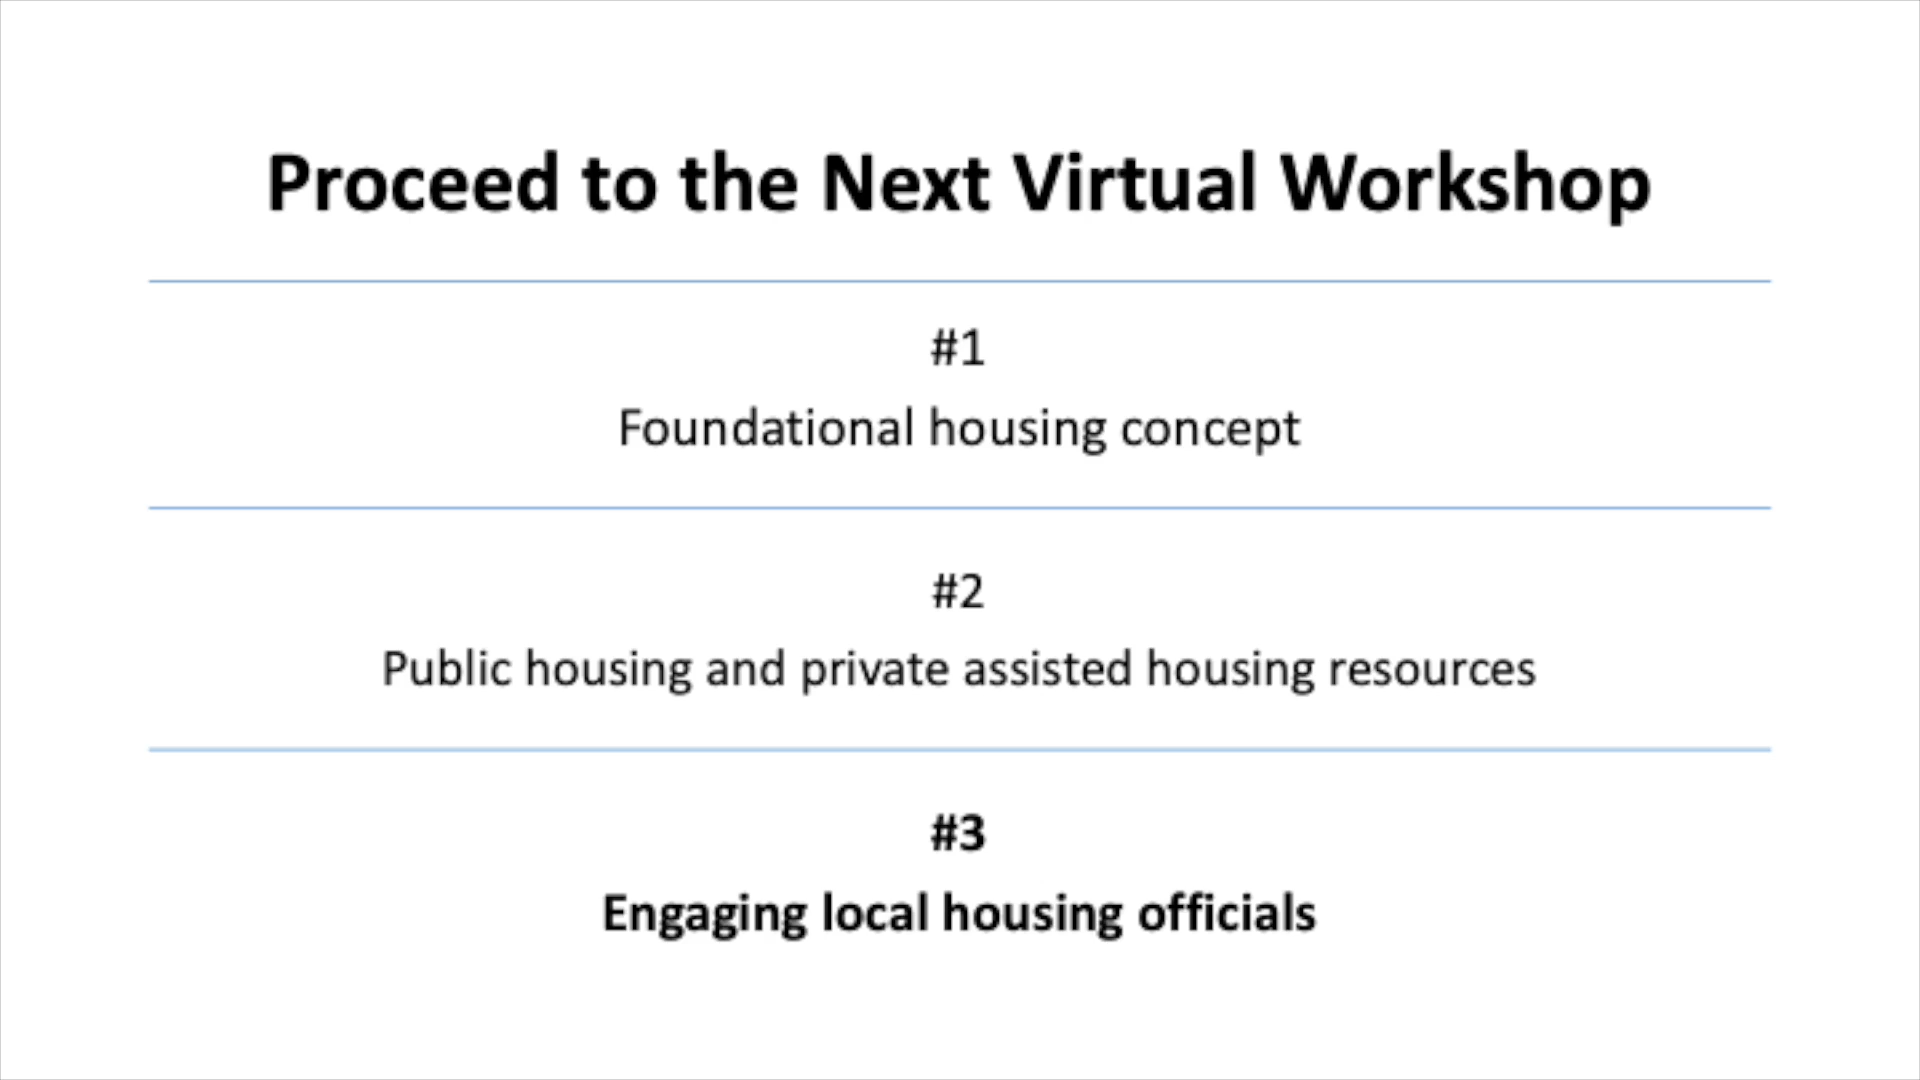 Proceed to the Next Virtual Workshop
#1
Foundational housing concept
#2
Public housing and private assisted housing resources
#3
Engaging local housing officials